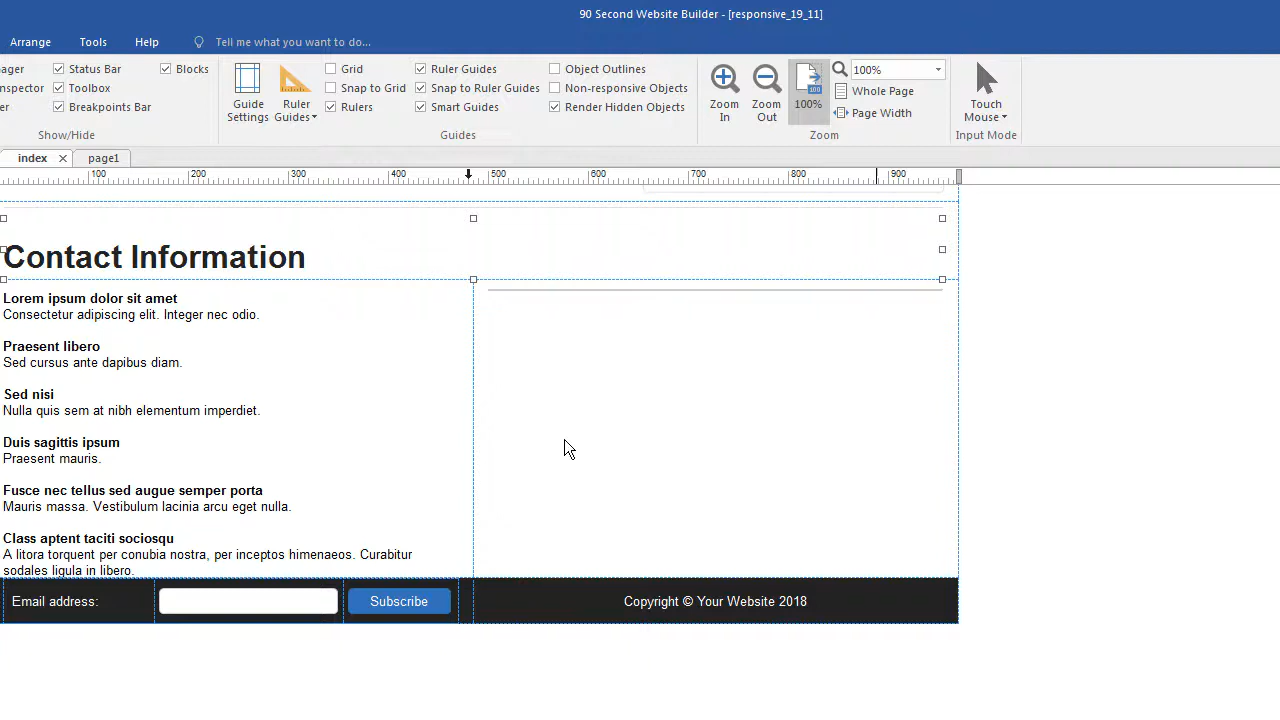 90 Second Website Builder - [responsive_19_11]
Arrange Tools Help Tell me what you want to do...
ager Status Bar Blocks Grid Ruler Guides Object Outlines 100%
nspector Toolbox Snap to Grid Snap to Ruler Guides Non-responsive Objects Whole Page
er Breakpoints Bar Rulers Smart Guides Render Hidden Objects Page Width
Guide Settings Ruler Guides Zoom In Zoom Out 100% Touch Mouse
Show/Hide Guides Zoom Input Mode
index page1
100 200 300 400 500 600 700 800 900
Contact Information
Lorem ipsum dolor sit amet
Consectetur adipiscing elit. Integer nec odio.
Praesent libero
Sed cursus ante dapibus diam.
Sed nisi
Nulla quis sem at nibh elementum imperdiet.
Duis sagittis ipsum
Praesent mauris.
Fusce nec tellus sed augue semper porta
Mauris massa. Vestibulum lacinia arcu eget nulla.
Class aptent taciti sociosqu
A litora torquent per conubia nostra, per inceptos himenaeos. Curabitur
sodales ligula in libero.
Email address: Subscribe Copyright © Your Website 2018